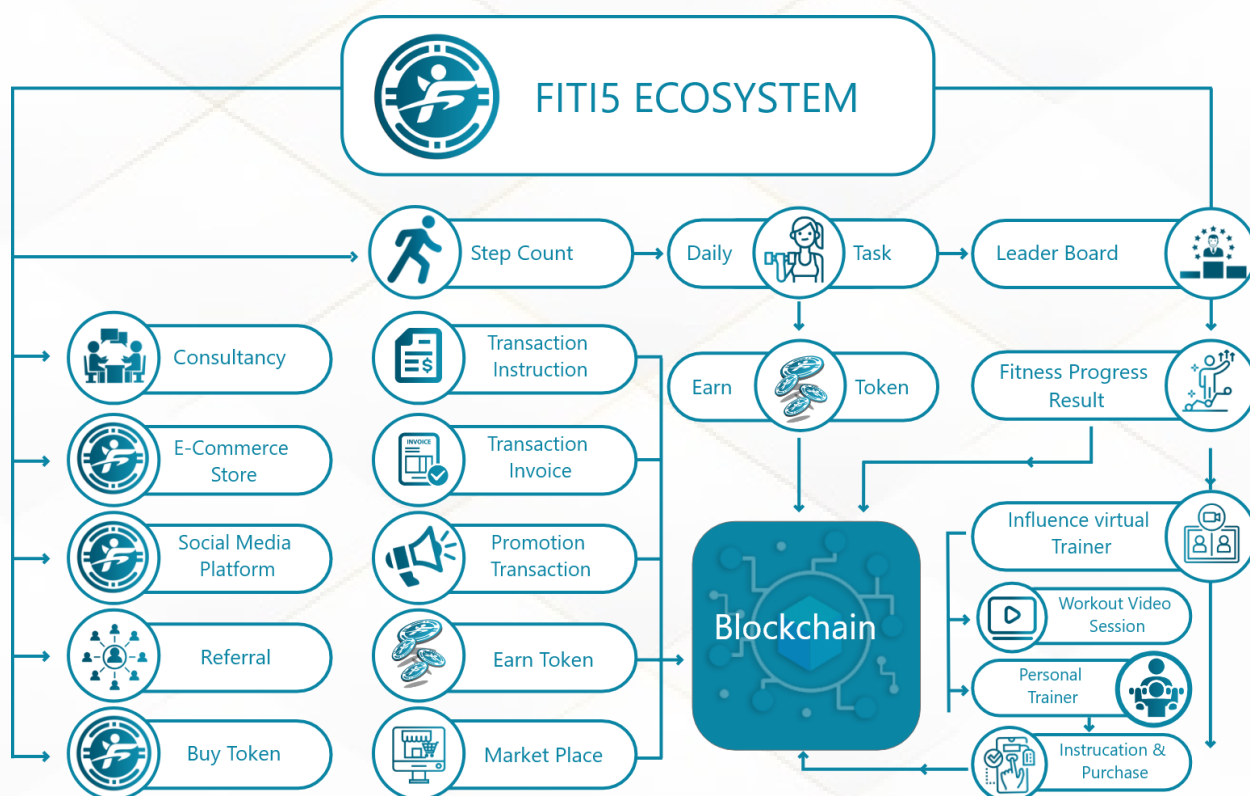 FITI5 ECOSYSTEM
Step Count
Daily Task
Leader Board
Consultancy
Transaction
Instruction
Earn Token
Fitness Progress
Result
E-Commerce
Store
INVOICE
Transaction
Invoice
Social Media
Platform
Promotion
Transaction
Blockchain
Influence virtual
Trainer
Workout Video
Session
Referral
Earn Token
Personal
Trainer
Buy Token
Market Place
Instrucation &
Purchase